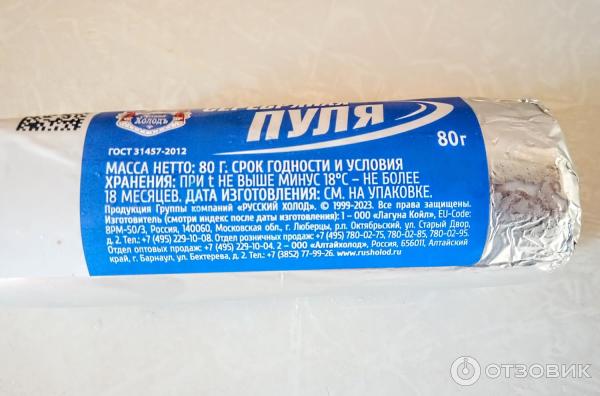 Русскiй
ХОЛОДЪ
СЕРЕБРЯНАЯ
ПУЛЯ
80г
ГОСТ 31457-2012
МАССА НЕТТО: 80 Г. СРОК ГОДНОСТИ И УСЛОВИЯ
ХРАНЕНИЯ: ПРИ t НЕ ВЫШЕ МИНУС 18°С – НЕ БОЛЕЕ
18 МЕСЯЦЕВ. ДАТА ИЗГОТОВЛЕНИЯ: СМ. НА УПАКОВКЕ.
Продукция Группы компаний «РУССКИЙ ХОЛОД». © 1999-2023. Все права защищены.
Изготовитель (смотри индекс после даты изготовления): 1 – ООО «Лагуна Койл», EU-Code:
BPM-50/3, Россия, 140060, Московская обл., г. Люберцы, р.п. Октябрьский, ул. Старый Двор,
д. 2. Тел.: +7 (495) 229-10-08. Отдел розничных продаж: +7 (495) 780-02-75, 780-02-85, 780-02-95.
Отдел оптовых продаж: +7 (495) 229-10-04. 2 – ООО «Алтайхолод», Россия, 656011, Алтайский
край, г. Барнаул, ул. Бехтерева, д. 2. Тел.: +7 (3852) 77-99-26. www.rusholod.ru
ОТЗОВИК